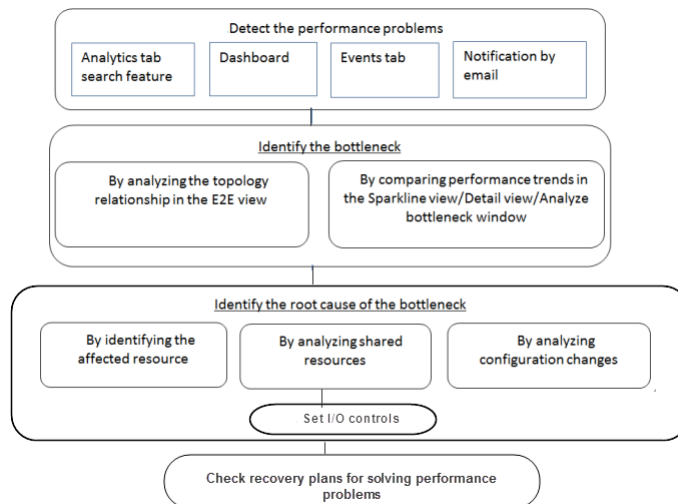 Detect the performance problems
Analytics tab
search feature
Dashboard
Events tab
Notification by
email
Identify the bottleneck
By analyzing the topology
relationship in the E2E view
By comparing performance trends in
the Sparkline view/Detail view/Analyze
bottleneck window
Identify the root cause of the bottleneck
By identifying the
affected resource
By analyzing shared
resources
By analyzing
configuration changes
Set I/O controls
Check recovery plans for solving performance
problems